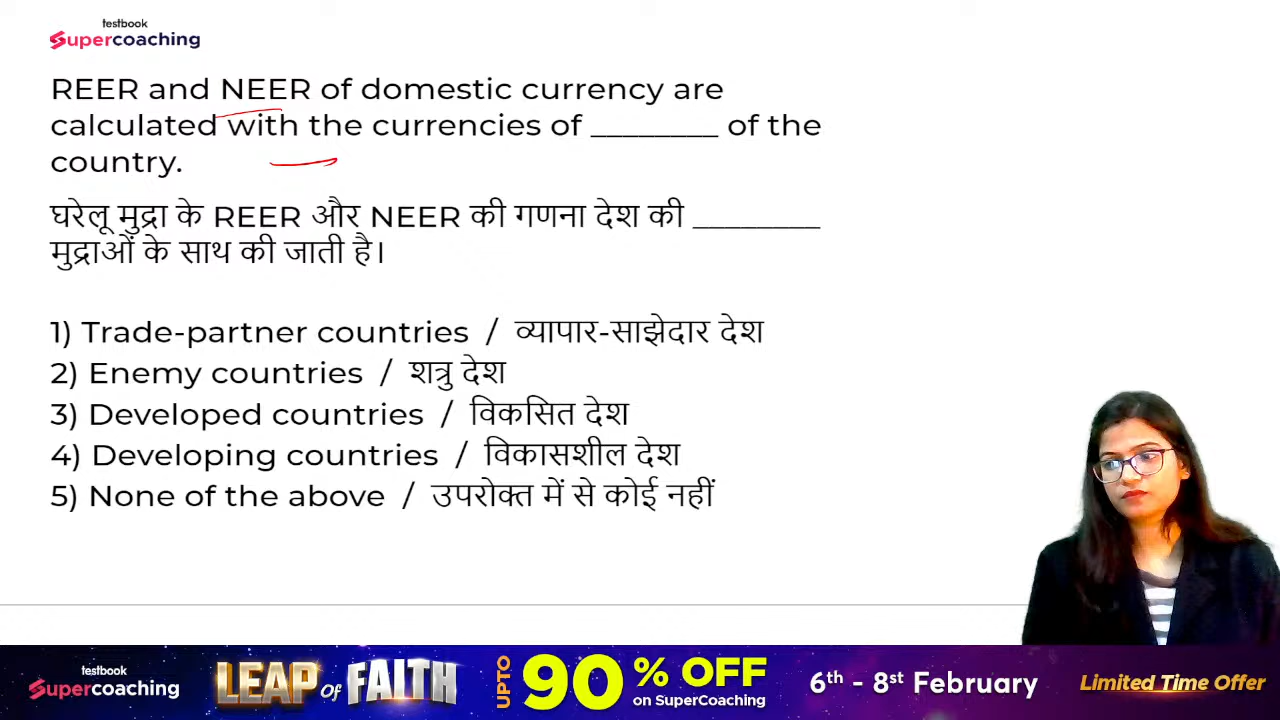 testbook
Supercoaching
REER and NEER of domestic currency are
calculated with the currencies of ________ of the
country.
घरेलू मुद्रा के REER और NEER की गणना देश की ________
मुद्राओं के साथ की जाती है।
1) Trade-partner countries / व्यापार-साझेदार देश
2) Enemy countries / शत्रु देश
3) Developed countries / विकसित देश
4) Developing countries / विकासशील देश
5) None of the above / उपरोक्त में से कोई नहीं
testbook
Supercoaching
LEAP Of FAITH
UPTO 90% OFF
on SuperCoaching
6th - 8st February
Limited Time Offer